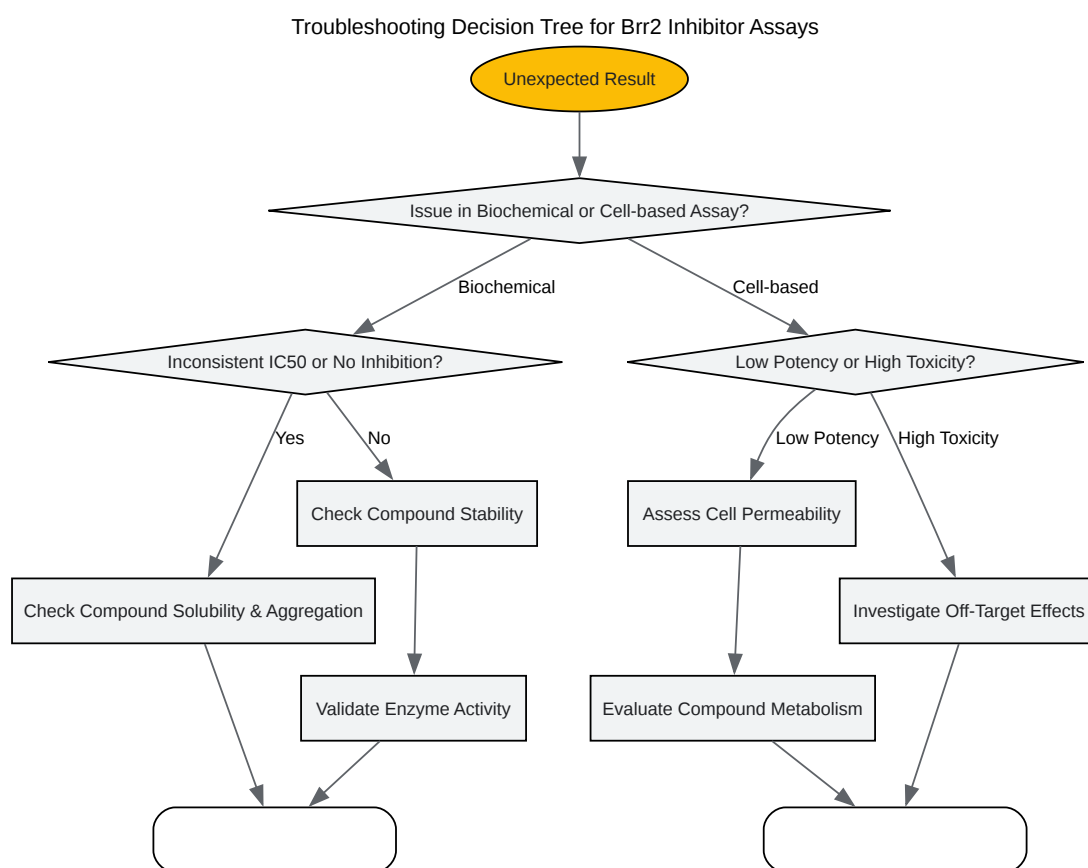 Troubleshooting Decision Tree for Brr2 Inhibitor Assays
Unexpected Result
Issue in Biochemical or Cell-based Assay?
Biochemical
Cell-based
Inconsistent IC50 or No Inhibition?
Low Potency or High Toxicity?
Yes
No
Low Potency
High Toxicity
Check Compound Stability
Assess Cell Permeability
Check Compound Solubility & Aggregation
Investigate Off-Target Effects
Validate Enzyme Activity
Evaluate Compound Metabolism